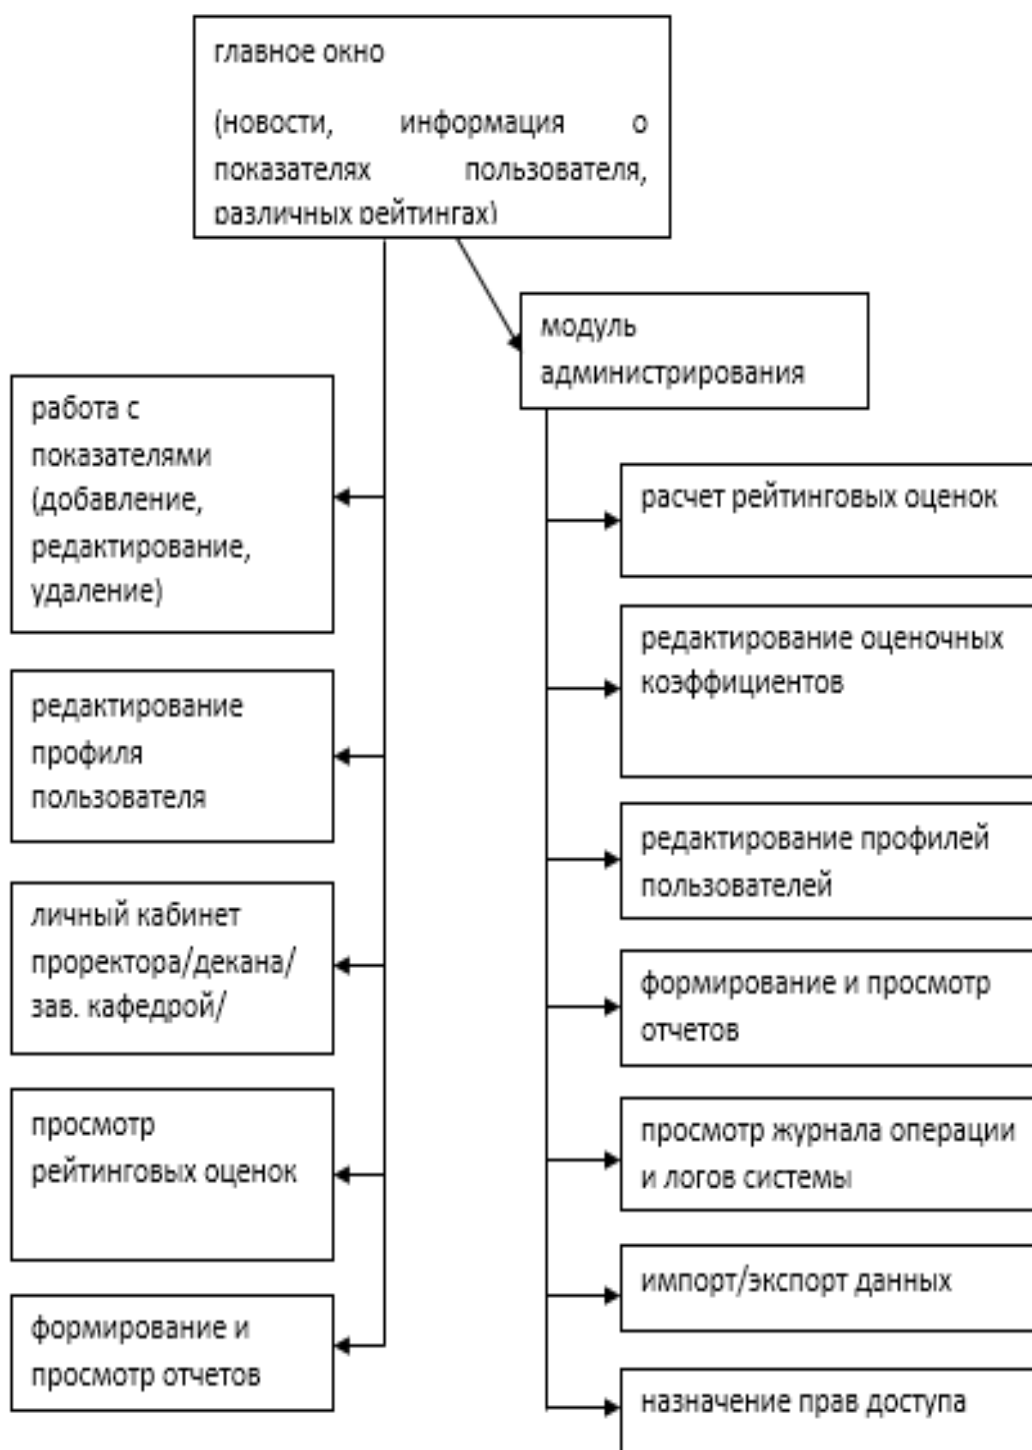 главное окно
(новости, информация о
показателях пользователя,
различных рейтингах)
модуль
администрирования
работа с
показателями
(добавление,
редактирование,
удаление)
редактирование
профиля
пользователя
личный кабинет
проректора/декана/
зав. кафедрой/
просмотр
рейтинговых оценок
формирование и
просмотр отчетов
расчет рейтинговых оценок
редактирование оценочных
коэффициентов
редактирование профилей
пользователей
формирование и просмотр
отчетов
просмотр журнала операции
и логов системы
импорт/экспорт данных
назначение прав доступа